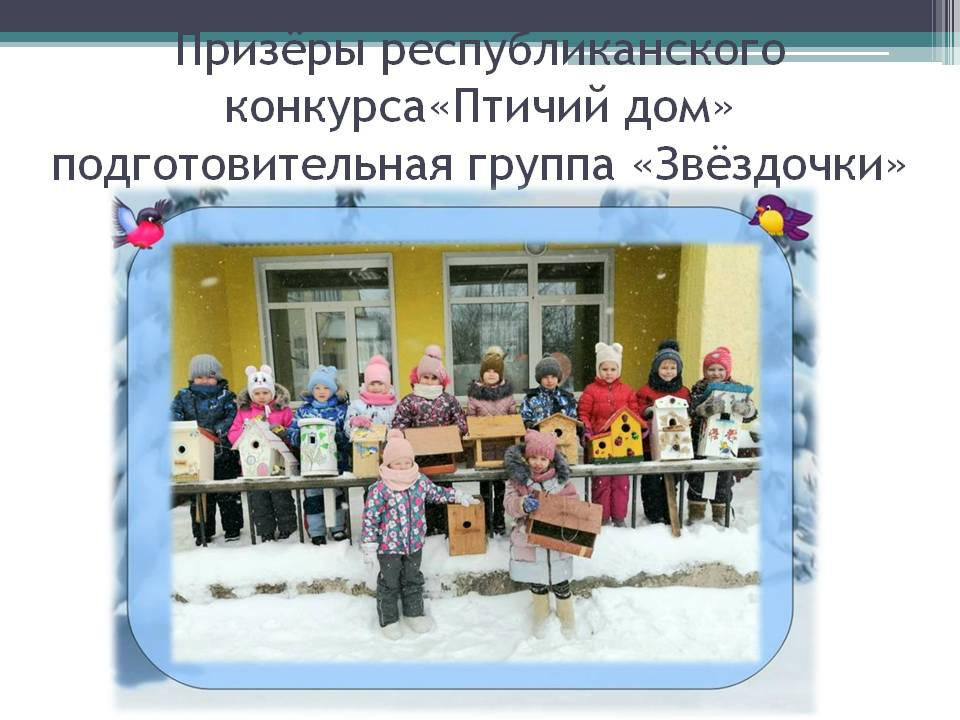 Призёры республиканского
конкурса«Птичий дом»
подготовительная группа «Звёздочки»